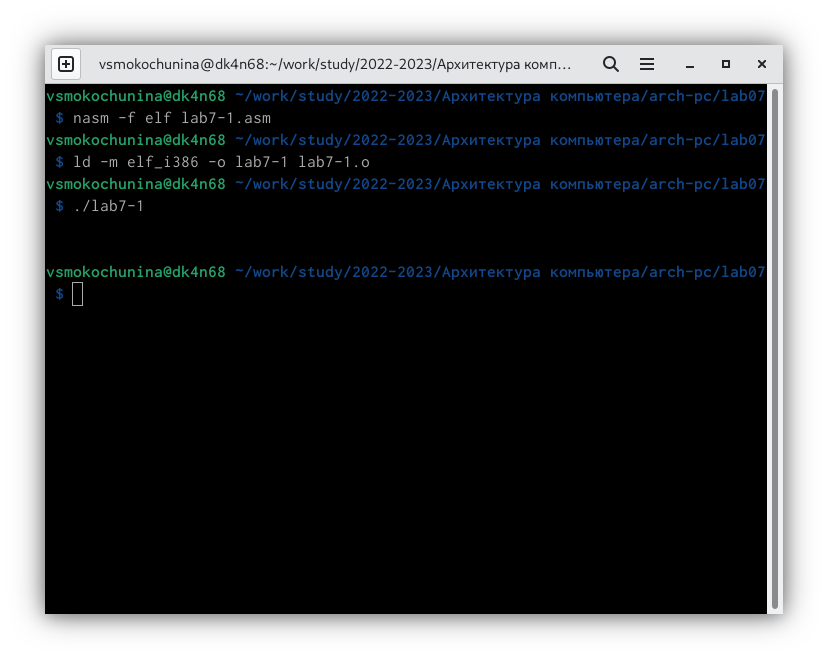 vsmokochunina@dk4n68:~/work/study/2022-2023/Архитектура комп...
vsmokochunina@dk4n68 ~/work/study/2022-2023/Архитектура компьютера/arch-pc/lab07
$ nasm -f elf lab7-1.asm
vsmokochunina@dk4n68 ~/work/study/2022-2023/Архитектура компьютера/arch-pc/lab07
$ ld -m elf_i386 -o lab7-1 lab7-1.o
vsmokochunina@dk4n68 ~/work/study/2022-2023/Архитектура компьютера/arch-pc/lab07
$ ./lab7-1
vsmokochunina@dk4n68 ~/work/study/2022-2023/Архитектура компьютера/arch-pc/lab07
$